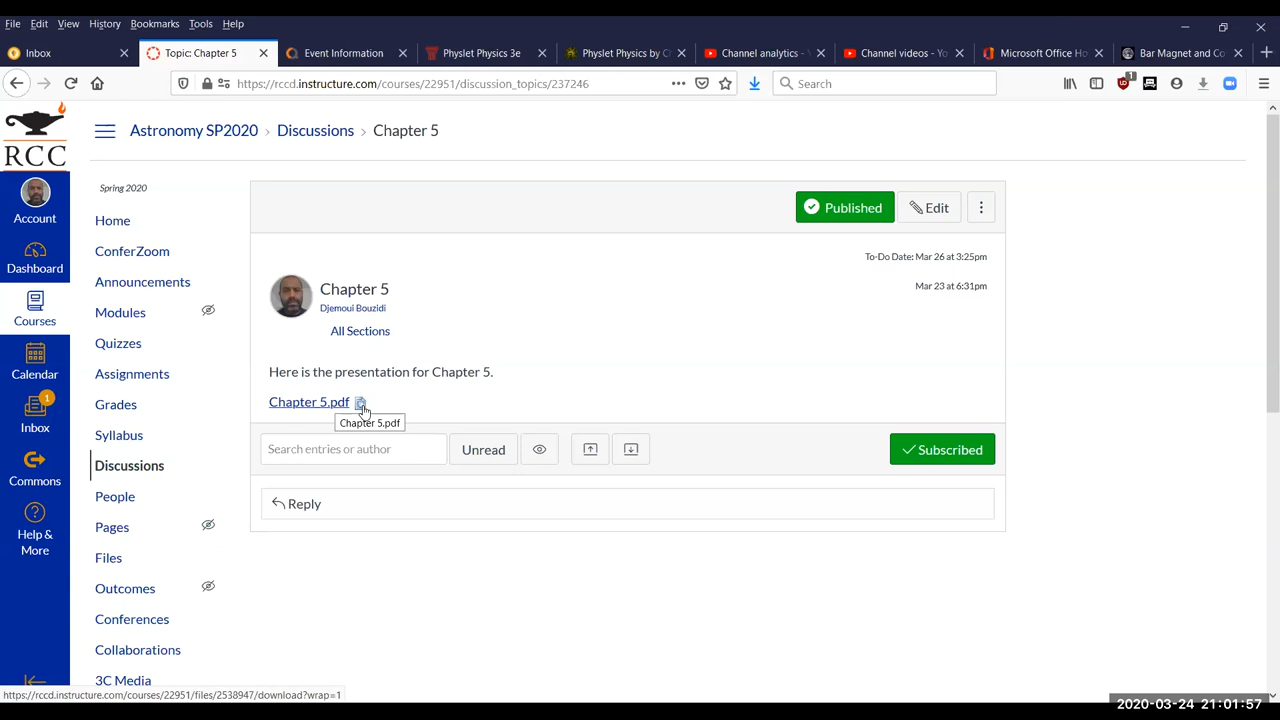 File Edit View History Bookmarks Tools Help
Inbox
Topic: Chapter 5
Event Information
Physlet Physics 3e
Physlet Physics by C
Channel analytics -
Channel videos - Yo
Microsoft Office Ho
Bar Magnet and Co
https://rccd.instructure.com/courses/22951/discussion_topics/237246
Search
1
RCC
Account
Dashboard
Courses
Calendar
1
Inbox
Commons
Help &
More
Astronomy SP2020 › Discussions › Chapter 5
Spring 2020
Home
ConferZoom
Announcements
Modules
Quizzes
Assignments
Grades
Syllabus
Discussions
People
Pages
Files
Outcomes
Conferences
Collaborations
3C Media
Published
Edit
To-Do Date: Mar 26 at 3:25pm
Chapter 5
Mar 23 at 6:31pm
Djemoui Bouzidi
All Sections
Here is the presentation for Chapter 5.
Chapter 5.pdf
Chapter 5.pdf
Search entries or author
Unread
Subscribed
Reply
https://rccd.instructure.com/courses/22951/files/2538947/download?wrap=1
2020-03-24 21:01:57